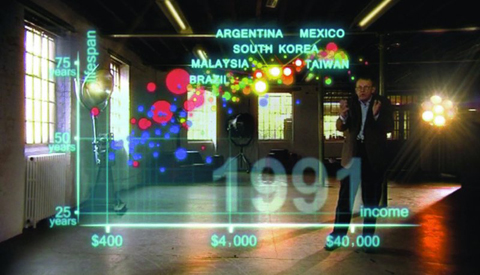 ARGENTINA MEXICO
SOUTH KOREA
MALAYSIA TAIWAN
BRAZIL
lifespan
75
years
50
years
25
years
1991
income
$400 $4,000 $40,000